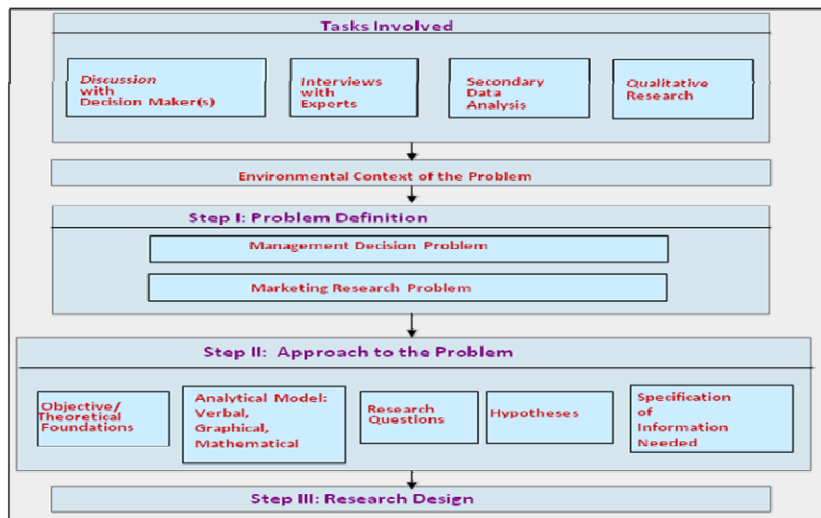 Tasks Involved
Discussion
with
Decision Maker(s)
Interviews
with
Experts
Secondary
Data
Analysis
Qualitative
Research
Environmental Context of the Problem
Step I: Problem Definition
Management Decision Problem
Marketing Research Problem
Step II: Approach to the Problem
Objective/
Theoretical
Foundations
Analytical Model:
Verbal,
Graphical,
Mathematical
Research
Questions
Hypotheses
Specification
of
Information
Needed
Step III: Research Design